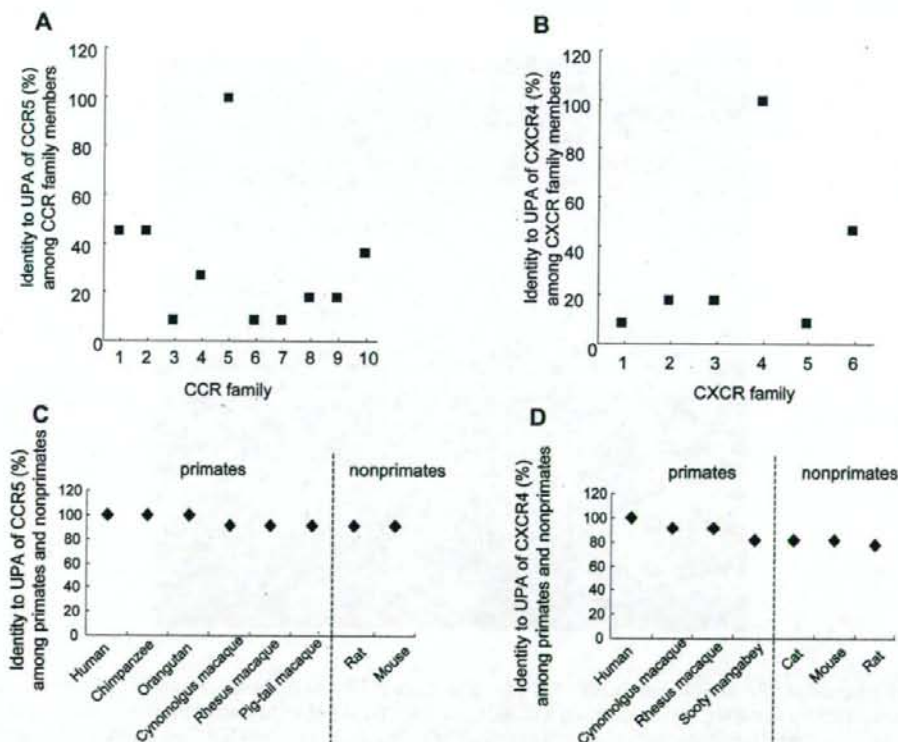 A
Identity to UPA of CCR5 (%)
among CCR family members
120
100
80
60
40
20
0
1 2 3 4 5 6 7 8 9 10
CCR family
B
Identity to UPA of CXCR4 (%)
among CXCR family members
120
100
80
60
40
20
0
1 2 3 4 5 6
CXCR family
C
Identity to UPA of CCR5 (%)
among primates and nonprimates
primates
nonprimates
120
100
80
60
40
20
0
Human
Chimpanzee
Orangutan
Cynomolgus macaque
Rhesus macaque
Pig-tail macaque
Rat
Mouse
D
Identity to UPA of CXCR4 (%)
among primates and nonprimates
primates
nonprimates
120
100
80
60
40
20
0
Human
Cynomolgus macaque
Rhesus macaque
Sooty mangabey
Cat
Mouse
Rat